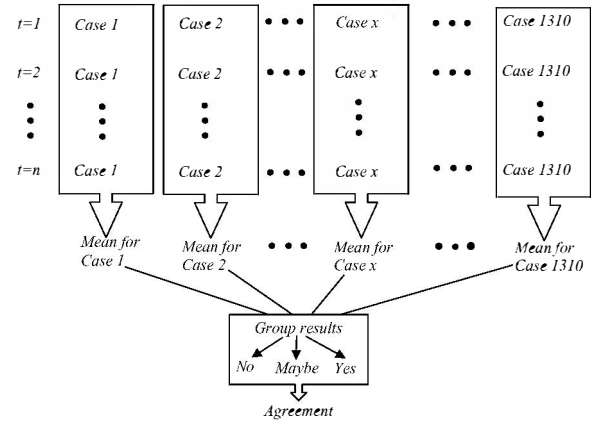 t=1 Case 1 Case 2 ••• Case x ••• Case 1310
t=2 Case 1 Case 2 ••• Case x ••• Case 1310
t=n Case 1 Case 2 ••• Case x ••• Case 1310
Mean for Mean for ••• Mean for ••• Mean for
Case 1 Case 2 Case x Case 1310
Group results
No Maybe Yes
Agreement